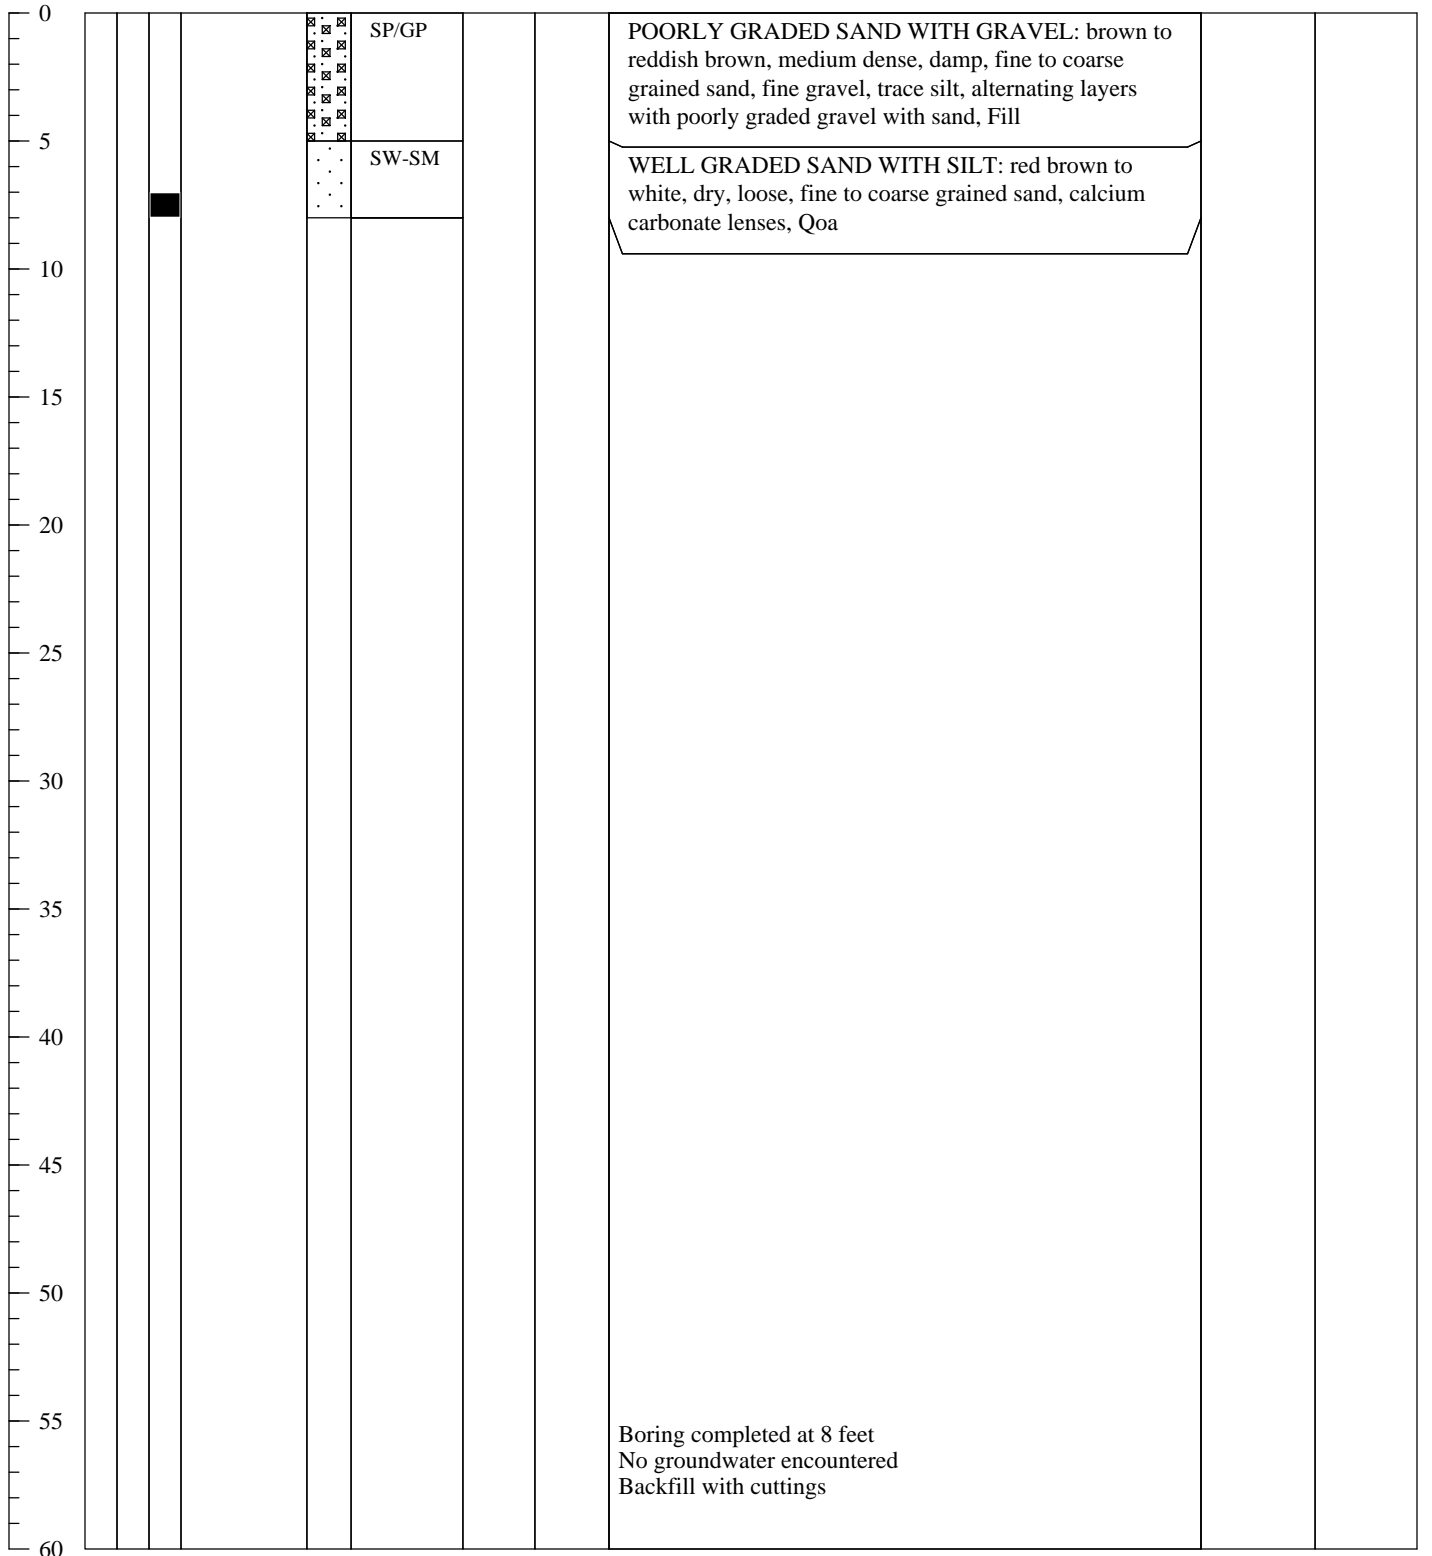 0
SP/GP
POORLY GRADED SAND WITH GRAVEL: brown to
reddish brown, medium dense, damp, fine to coarse
grained sand, fine gravel, trace silt, alternating layers
with poorly graded gravel with sand, Fill
5
SW-SM
WELL GRADED SAND WITH SILT: red brown to
white, dry, loose, fine to coarse grained sand, calcium
carbonate lenses, Qoa
10
15
20
25
30
35
40
45
50
55
Boring completed at 8 feet
No groundwater encountered
Backfill with cuttings
60